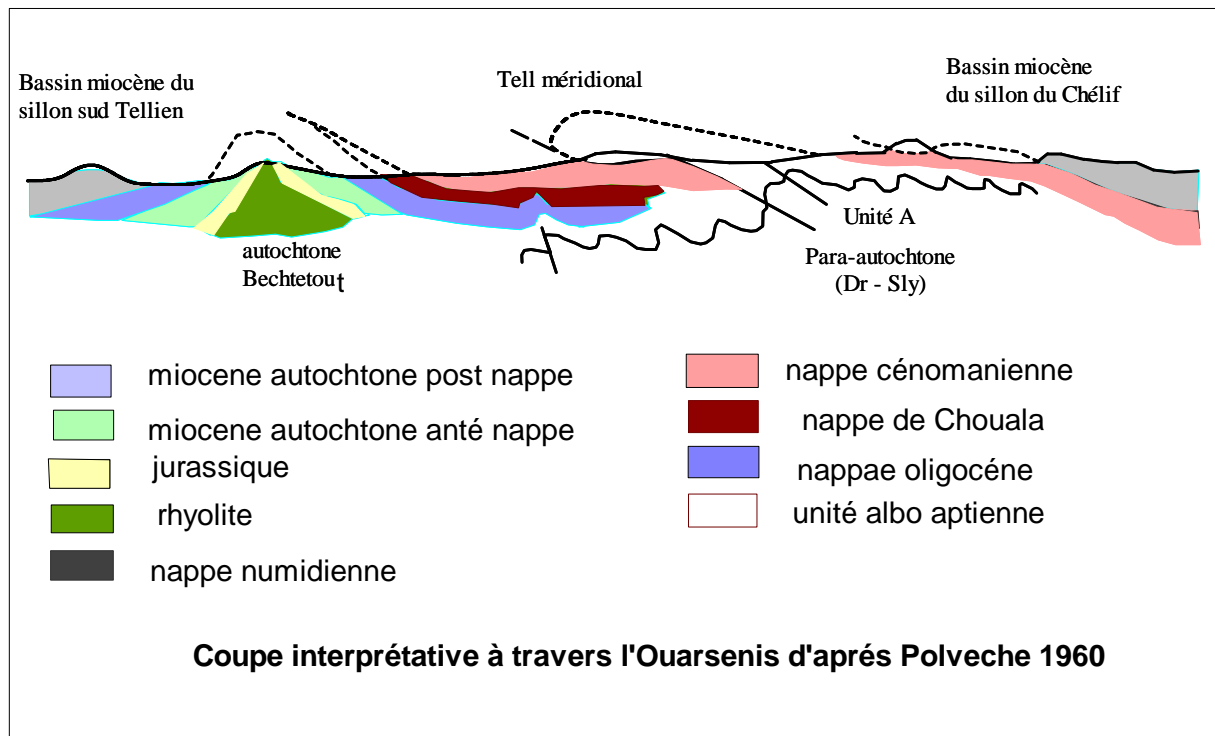 Bassin miocène du
sillon sud Tellien
Tell méridional
Bassin miocène
du sillon du Chélif
autochtone
Bechtetout
Unité A
Para-autochtone
(Dr - Sly)
miocene autochtone post nappe
miocene autochtone anté nappe
jurassique
rhyolite
nappe numidienne
nappe cénomanienne
nappe de Chouala
nappae oligocéne
unité albo aptienne
Coupe interprétative à travers l'Ouarsenis d'aprés Polveche 1960